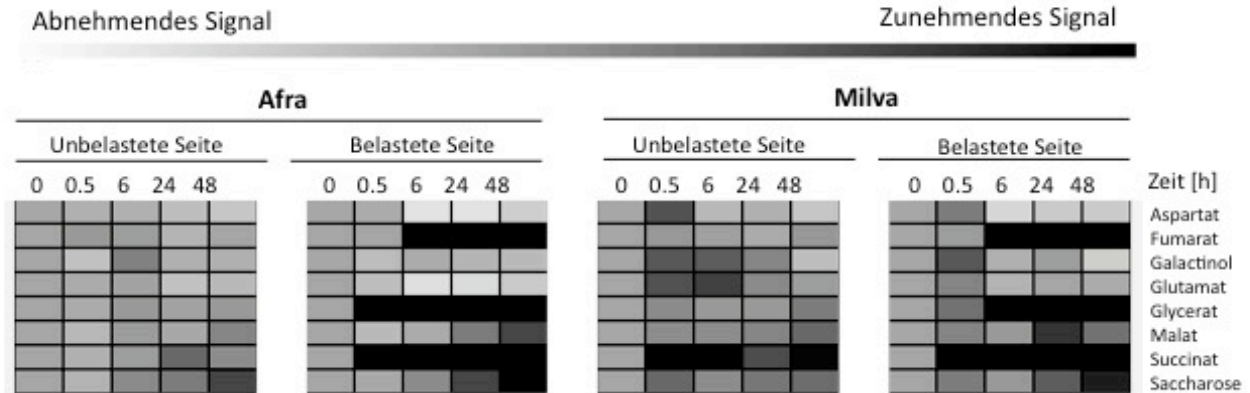 Abnehmendes Signal Zunehmendes Signal
Afra Milva
Unbelastete Seite Belastete Seite Unbelastete Seite Belastete Seite
0 0.5 6 24 48 0 0.5 6 24 48 0 0.5 6 24 48 0 0.5 6 24 48 Zeit [h]
Aspartat
Fumarat
Galactinol
Glutamat
Glycerat
Malat
Succinat
Saccharose